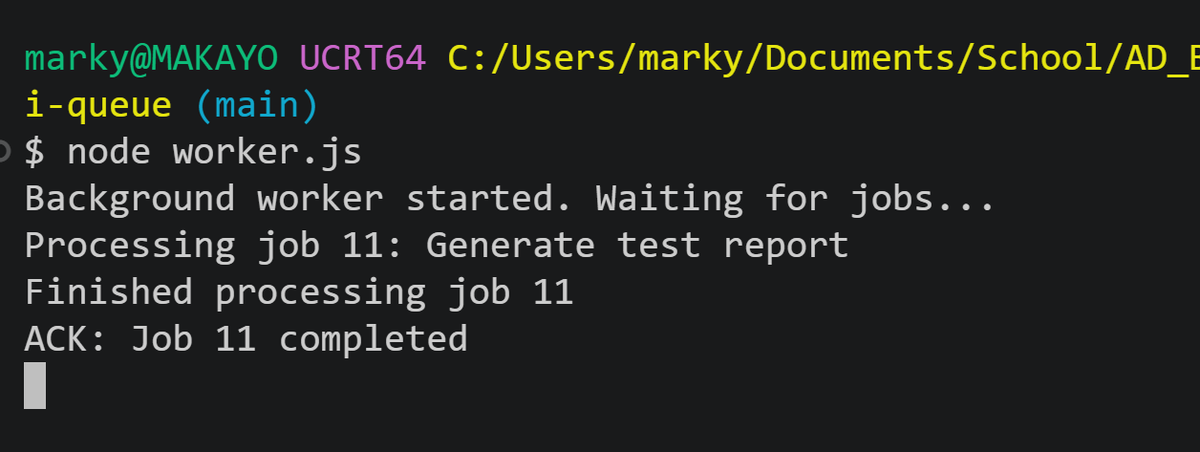 marky@MAKAYO UCRT64 C:/Users/marky/Documents/School/AD_
i-queue (main)
$ node worker.js
Background worker started. Waiting for jobs...
Processing job 11: Generate test report
Finished processing job 11
ACK: Job 11 completed